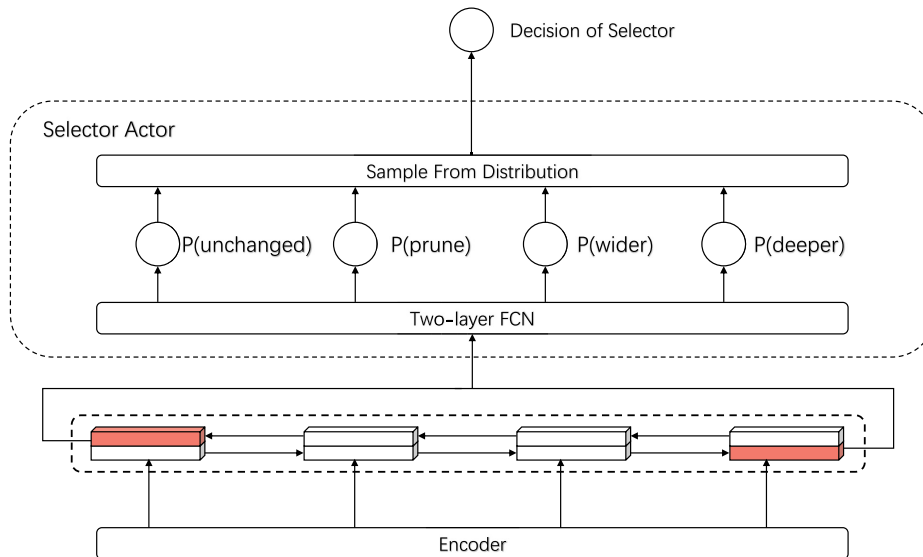 Decision of Selector
Selector Actor
Sample From Distribution
P(unchanged) P(prune) P(wider) P(deeper)
Two-layer FCN
Encoder